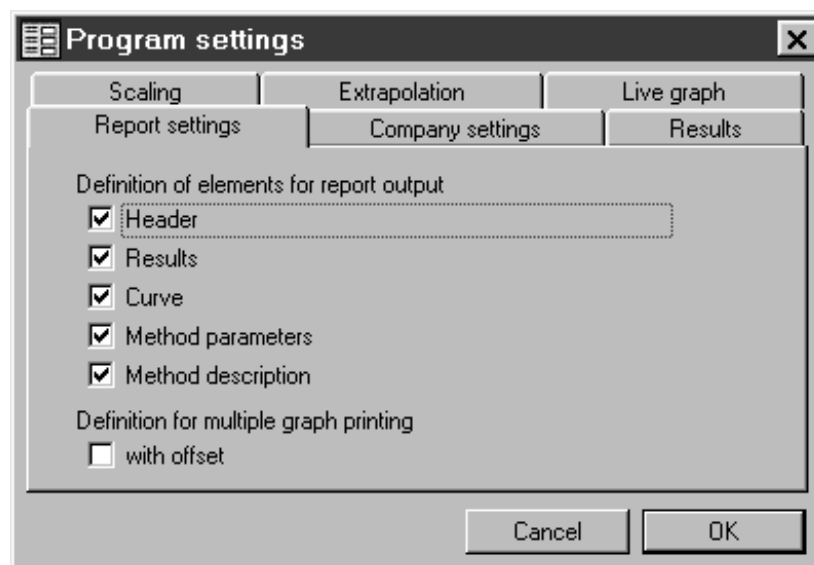 Program settings
Scaling Extrapolation Live graph
Report settings Company settings Results
Definition of elements for report output
Header
Results
Curve
Method parameters
Method description
Definition for multiple graph printing
with offset
Cancel OK